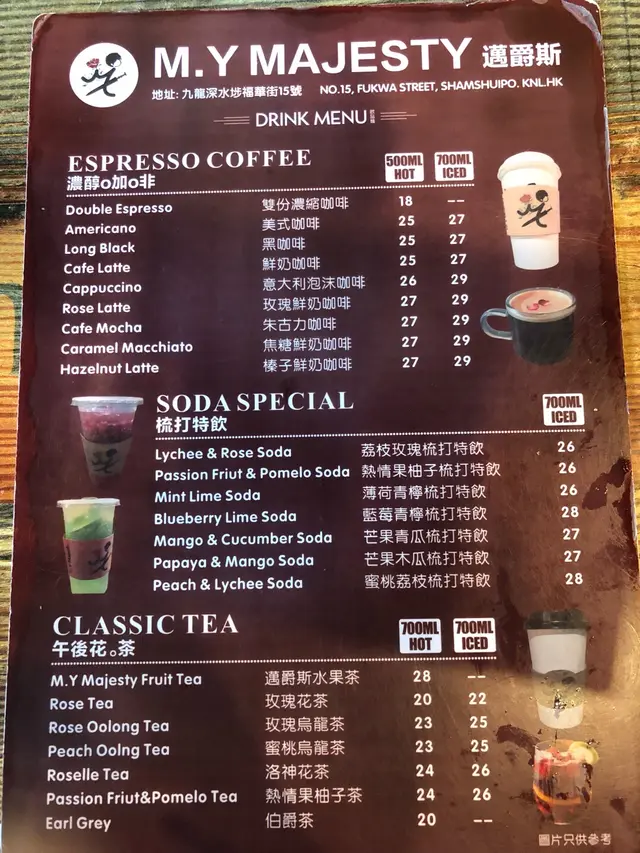 M.Y MAJESTY 邁爵斯
地址: 九龍深水埗福華街15號 NO.15, FUKWA STREET, SHAMSHUIPO. KNL.HK
DRINK MENU
ESPRESSO COFFEE 500ML HOT 700ML ICED
濃醇o加o非
Double Espresso 雙份濃縮咖啡 18 --
Americano 美式咖啡 25 27
Long Black 黑咖啡 25 27
Cafe Latte 鮮奶咖啡 25 27
Cappuccino 意大利泡沫咖啡 26 29
Rose Latte 玫瑰鮮奶咖啡 27 29
Cafe Mocha 朱古力咖啡 27 29
Caramel Macchiato 焦糖鮮奶咖啡 27 29
Hazelnut Latte 榛子鮮奶咖啡 27 29
SODA SPECIAL 700ML ICED
梳打特飲
Lychee & Rose Soda 荔枝玫瑰梳打特飲 26
Passion Friut & Pomelo Soda 熱情果柚子梳打特飲 26
Mint Lime Soda 薄荷青檸梳打特飲 26
Blueberry Lime Soda 藍莓青檸梳打特飲 28
Mango & Cucumber Soda 芒果青瓜梳打特飲 27
Papaya & Mango Soda 芒果木瓜梳打特飲 27
Peach & Lychee Soda 蜜桃荔枝梳打特飲 28
CLASSIC TEA 700ML HOT 700ML ICED
午後花。茶
M.Y Majesty Fruit Tea 邁爵斯水果茶 28 --
Rose Tea 玫瑰花茶 20 22
Rose Oolong Tea 玫瑰烏龍茶 23 25
Peach Oolng Tea 蜜桃烏龍茶 23 25
Roselle Tea 洛神花茶 24 26
Passion Friut&Pomelo Tea 熱情果柚子茶 24 26
Earl Grey 伯爵茶 20 --
圖片只供參考